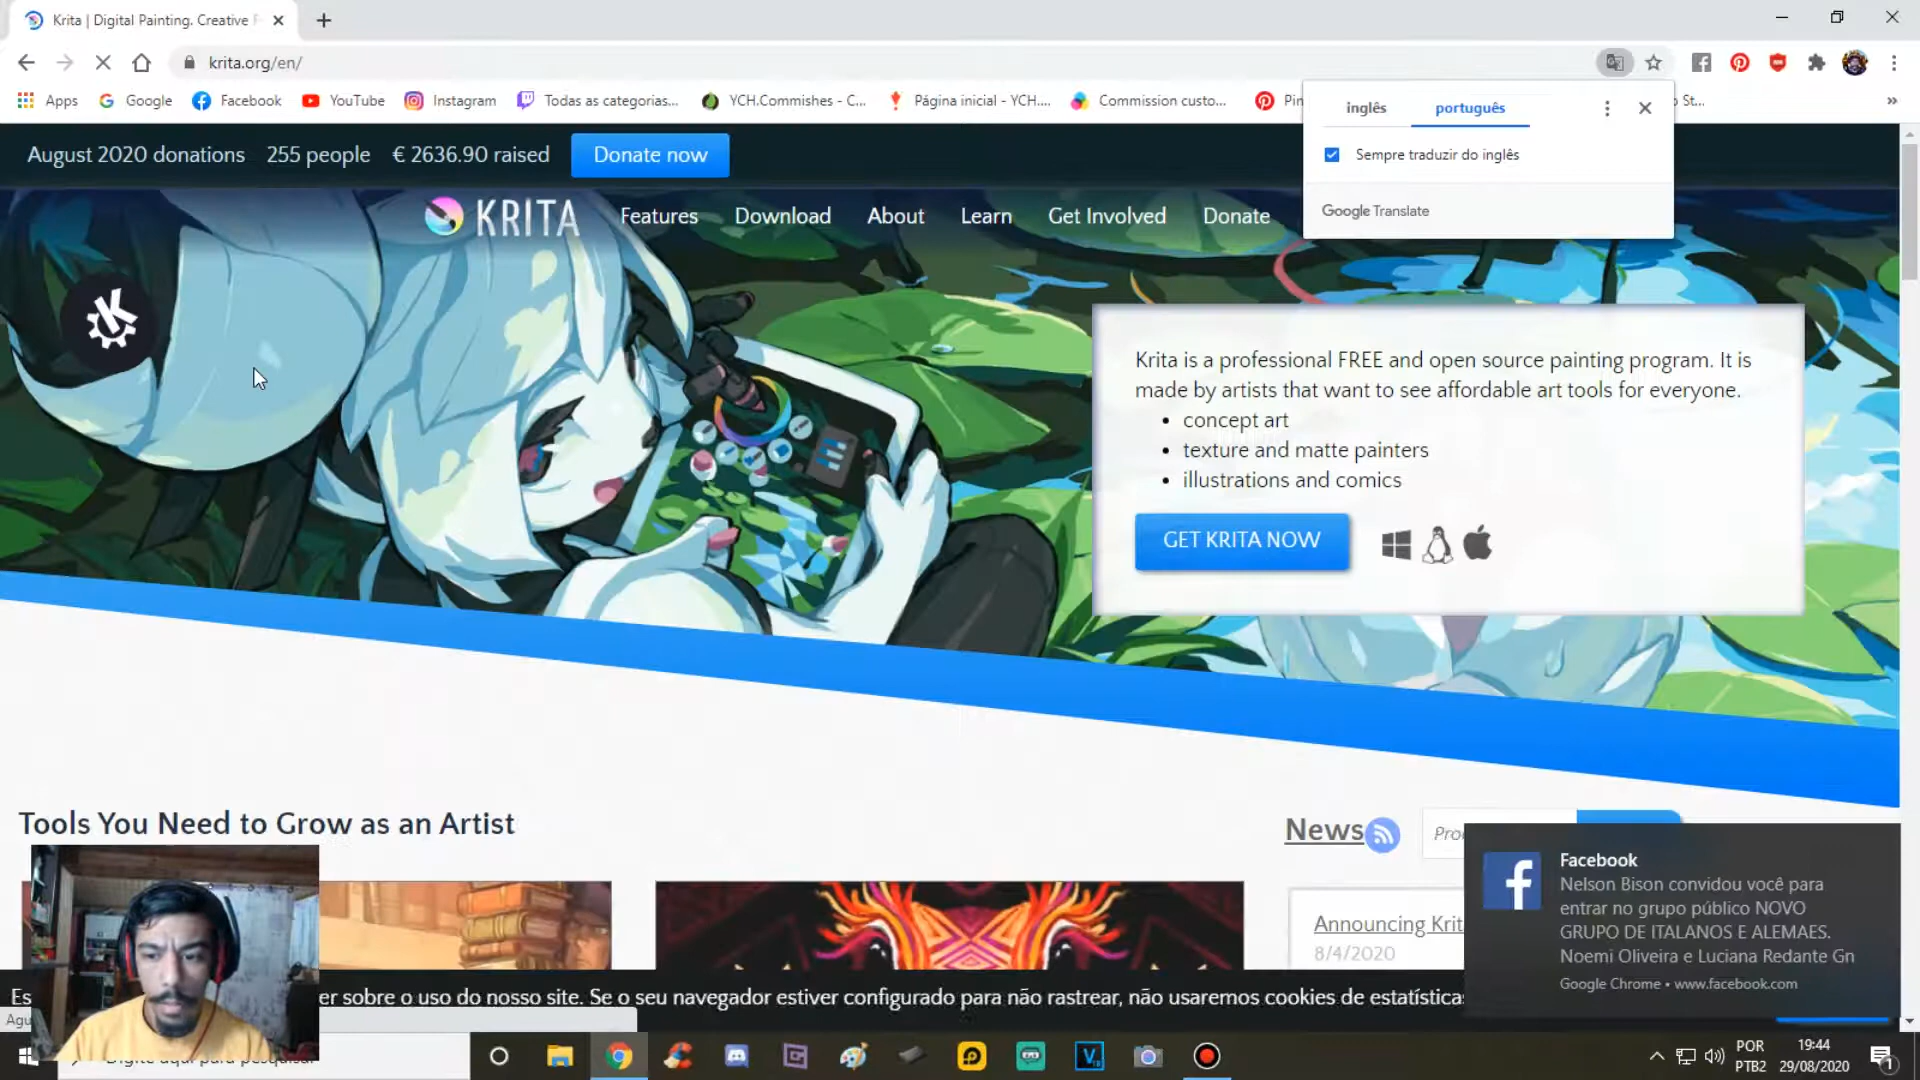 Krita | Digital Painting. Creative F
krita.org/en/
Apps
Google
Facebook
YouTube
Instagram
Todas as categorias...
YCH.Commishes - C...
Página inicial - YCH....
Commission custo...
Pin
St...
inglês
português
Sempre traduzir do inglês
Google Translate
August 2020 donations 255 people € 2636.90 raised
Donate now
KRITA
Features
Download
About
Learn
Get Involved
Donate
Krita is a professional FREE and open source painting program. It is
made by artists that want to see affordable art tools for everyone.
concept art
texture and matte painters
illustrations and comics
GET KRITA NOW
Tools You Need to Grow as an Artist
News
Announcing Krit
8/4/2020
Facebook
Nelson Bison convidou você para
entrar no grupo público NOVO
GRUPO DE ITALANOS E ALEMAES.
Noemi Oliveira e Luciana Redante Gn
Google Chrome • www.facebook.com
Es
er sobre o uso do nosso site. Se o seu navegador estiver configurado para não rastrear, não usaremos cookies de estatística
Agu
POR
PTB2
19:44
29/08/2020
1